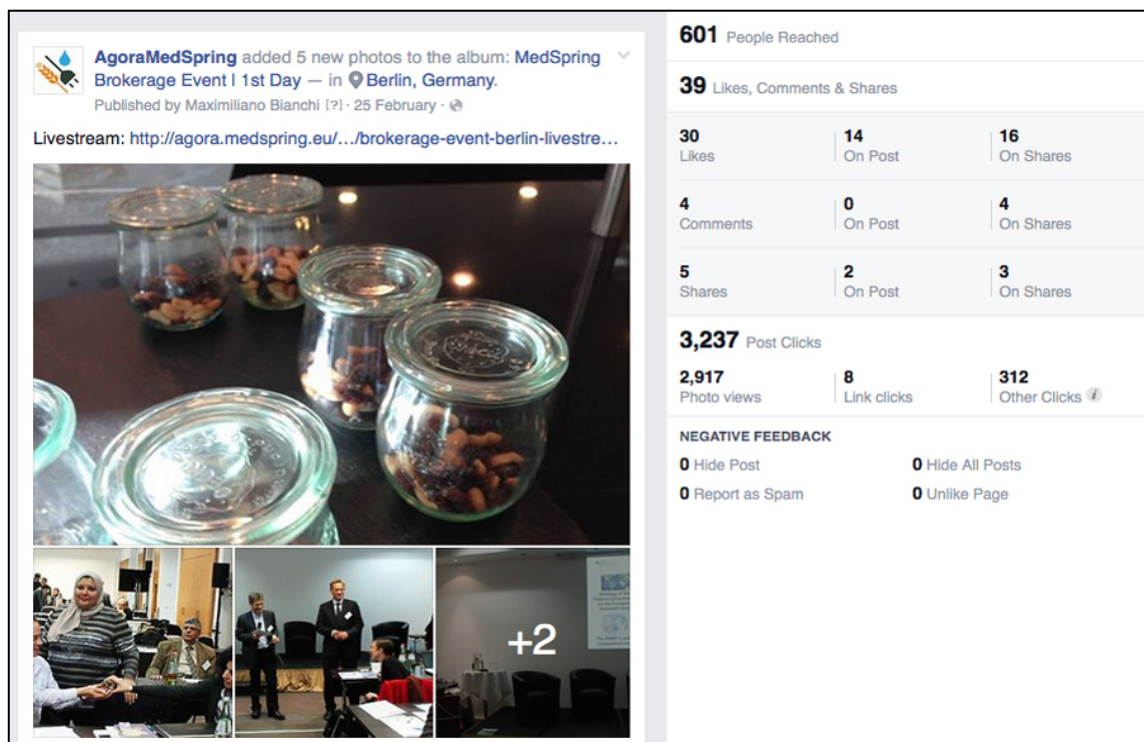 AgoraMedSpring added 5 new photos to the album: MedSpring
Brokerage Event l 1st Day — in Berlin, Germany.
Published by Maximiliano Bianchi [?] · 25 February ·
Livestream: http://agora.medspring.eu/.../brokerage-event-berlin-livestre...
+2
601 People Reached
39 Likes, Comments & Shares
30 14 16
Likes On Post On Shares
4 0 4
Comments On Post On Shares
5 2 3
Shares On Post On Shares
3,237 Post Clicks
2,917 8 312
Photo views Link clicks Other Clicks i
NEGATIVE FEEDBACK
0 Hide Post 0 Hide All Posts
0 Report as Spam 0 Unlike Page